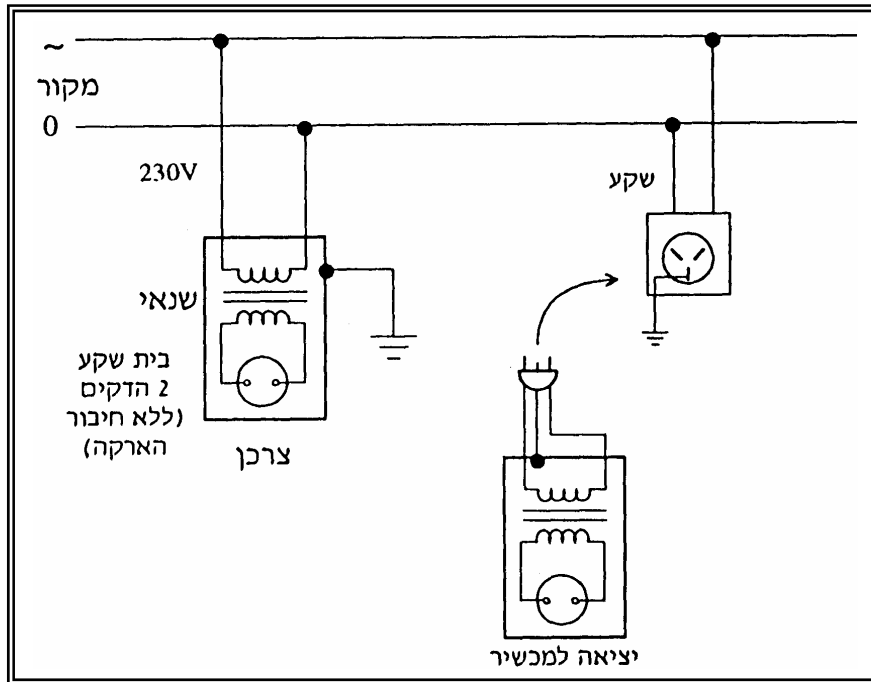 ~
מקור
0
230V
שקע
שנאי
בית שקע
2 הדקים
(ללא חיבור
הארקה)
צרכן
יציאה למכשיר